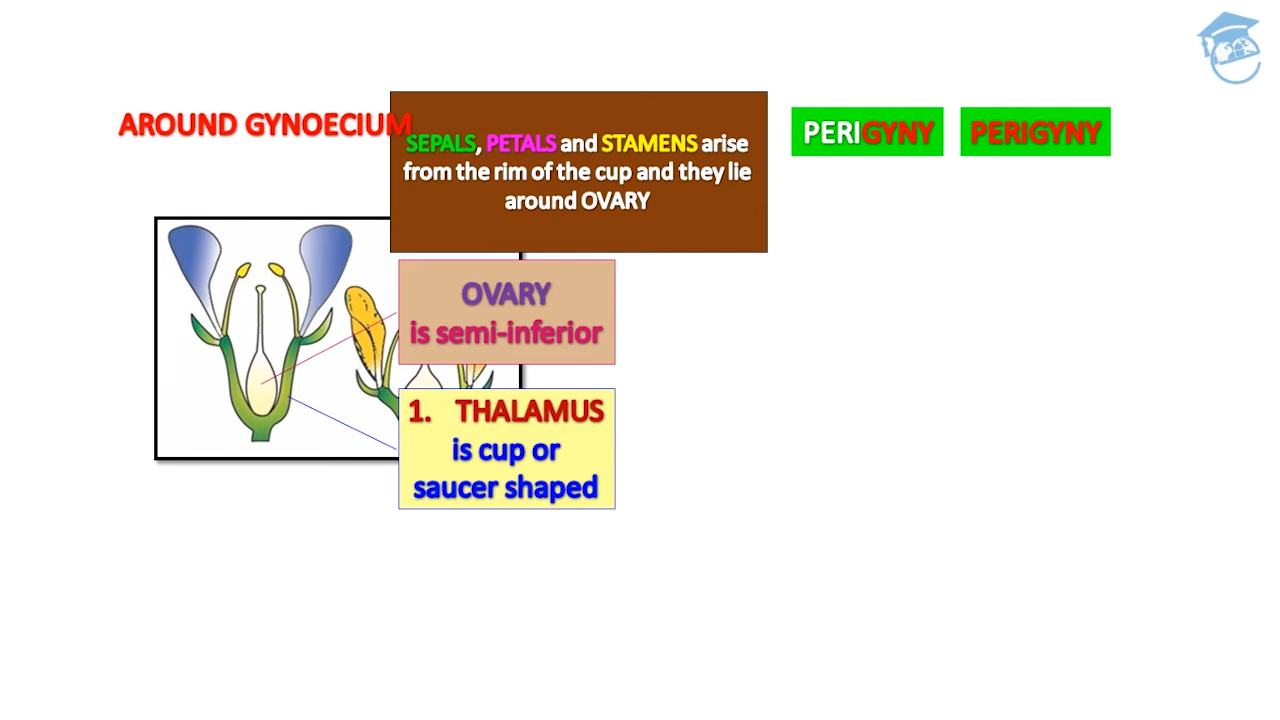 AROUND GYNOECIUM
SEPALS, PETALS and STAMENS arise
from the rim of the cup and they lie
around OVARY
PERIGYNY
PERIGYNY
OVARY
is semi-inferior
1. THALAMUS
is cup or
saucer shaped